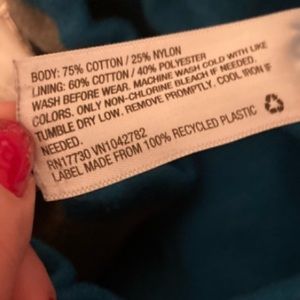 BODY: 75% COTTON / 25% NYLON
LINING: 60% COTTON / 40% POLYESTER
WASH BEFORE WEAR. MACHINE WASH COLD WITH LIKE
COLORS. ONLY NON-CHLORINE BLEACH IF NEEDED.
TUMBLE DRY LOW. REMOVE PROMPTLY. COOL IRON IF
NEEDED.
RN17730 VN1042782
LABEL MADE FROM 100% RECYCLED PLASTIC